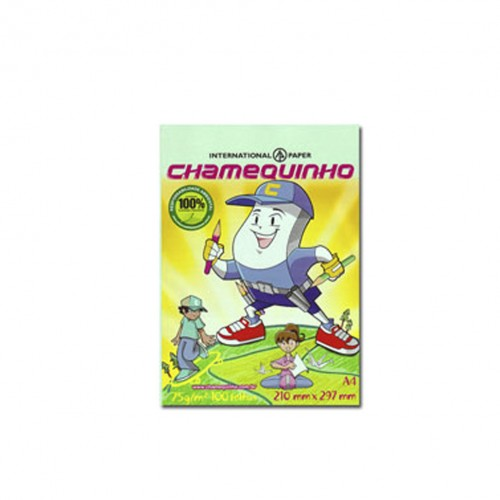 INTERNATIONAL PAPER
CHAMEQUINHO
100%
C
www.chamequinho.com.br
A4
75g/m² 100 folhas
210 mm x 297 mm